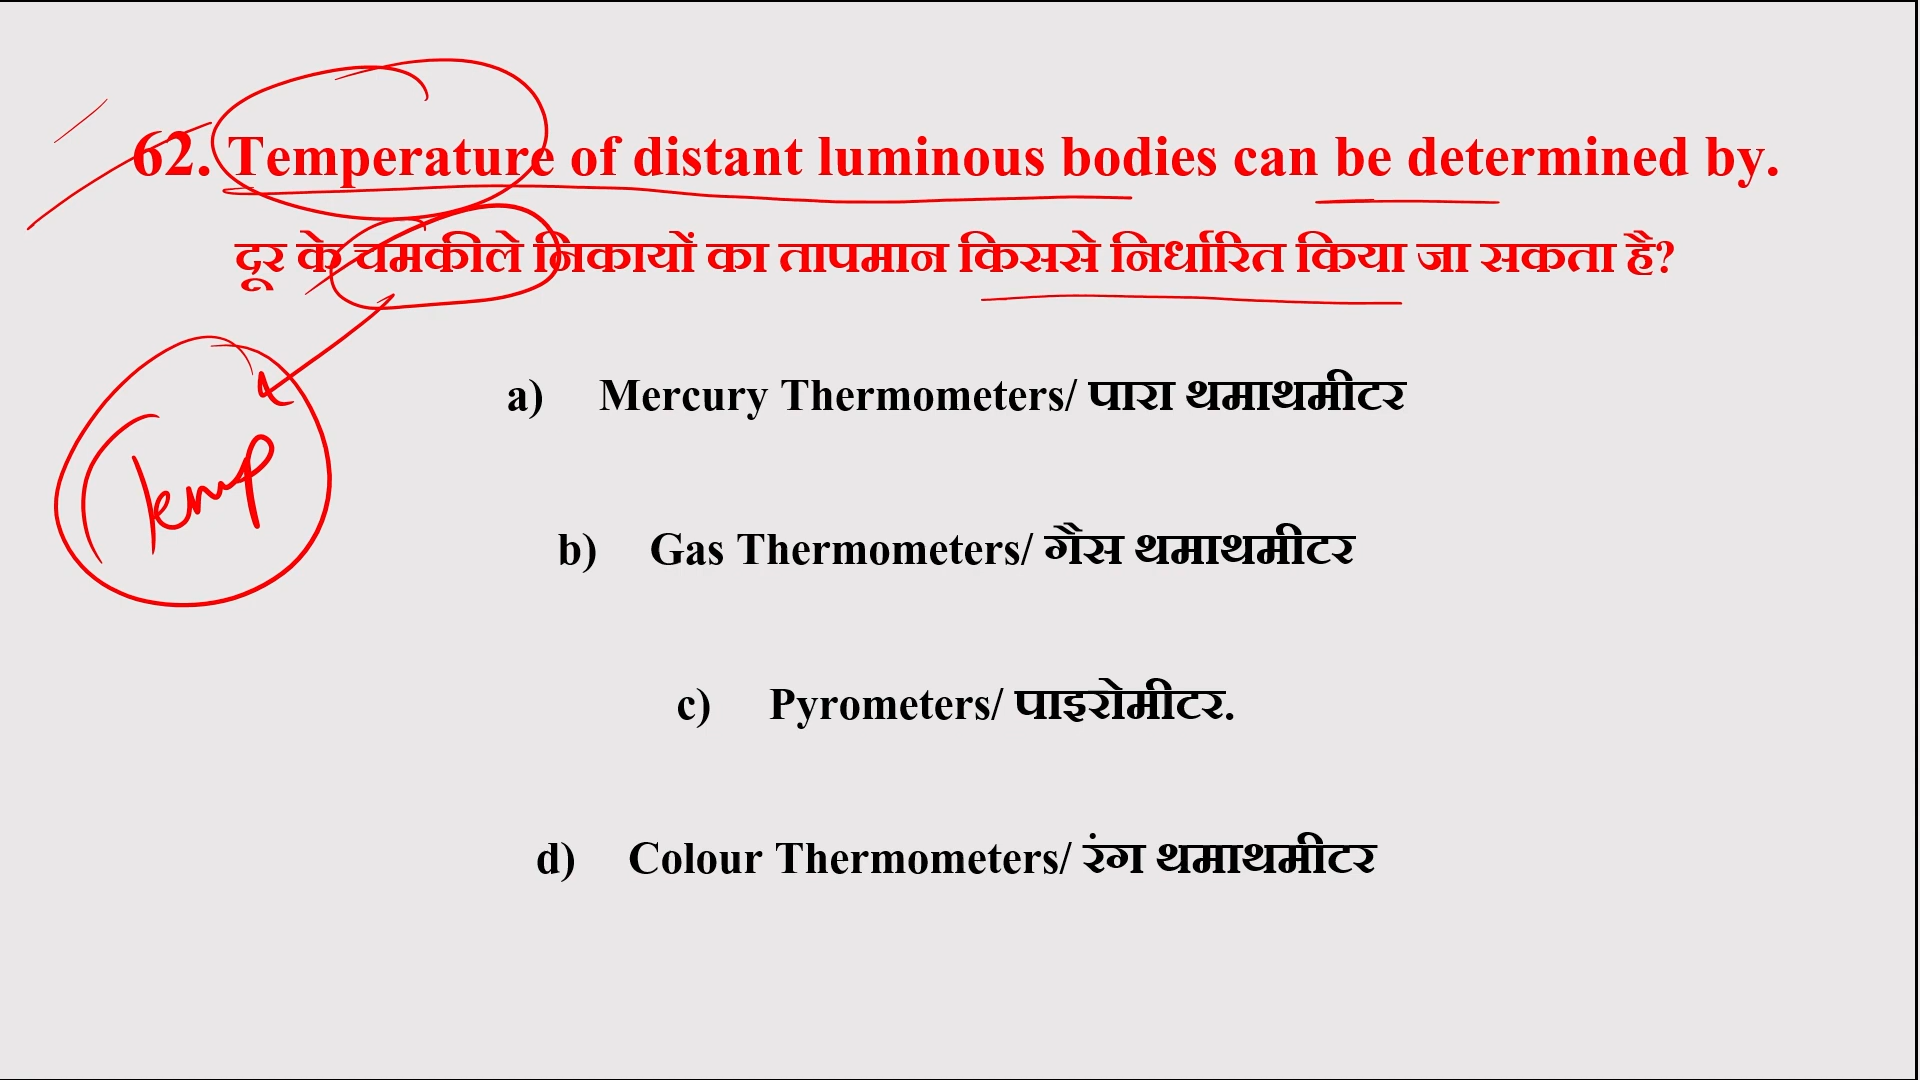 62. Temperature of distant luminous bodies can be determined by.
दूर के चमकीले निकायों का तापमान किससे निर्धारित किया जा सकता है?
Temp
a) Mercury Thermometers/ पारा थमाथमीटर
b) Gas Thermometers/ गैस थमाथमीटर
c) Pyrometers/ पाइरोमीटर.
d) Colour Thermometers/ रंग थमाथमीटर